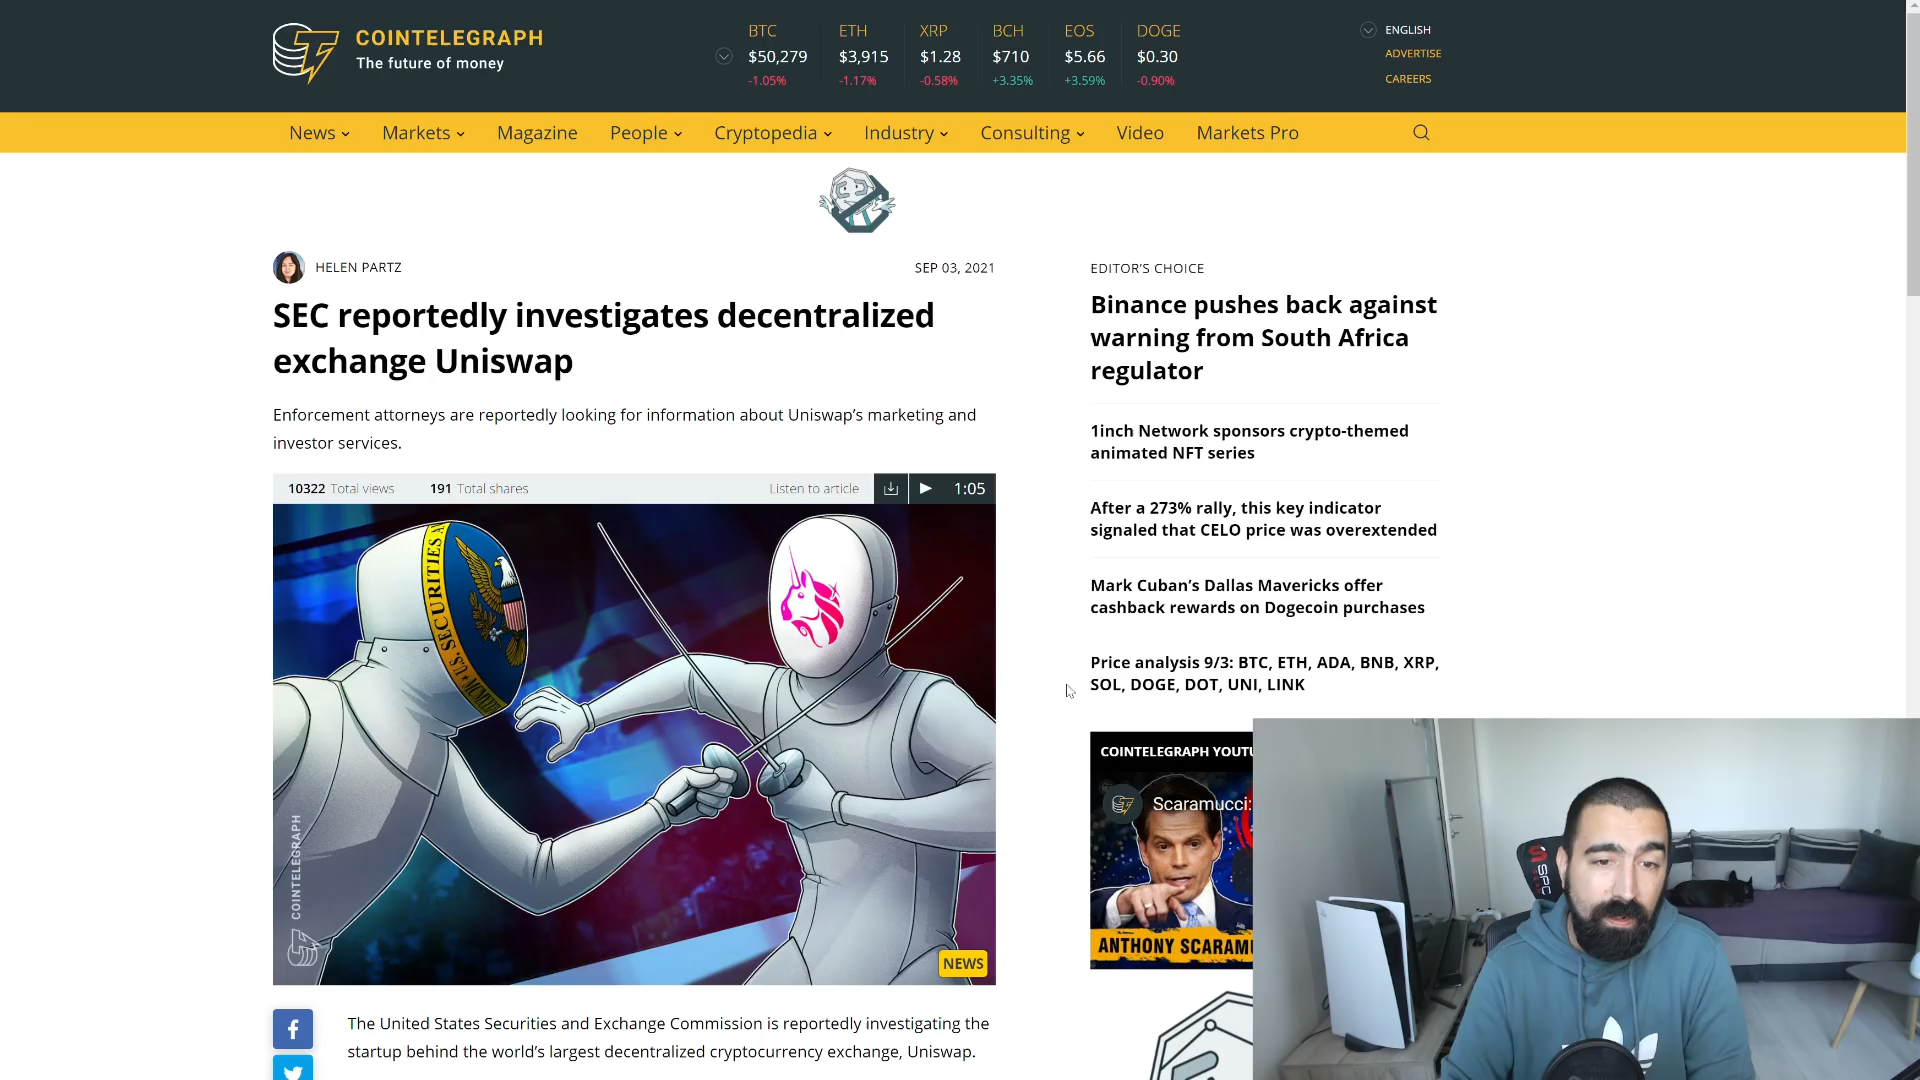 COINTELEGRAPH
The future of money
BTC
$50,279
-1.05%
ETH
$3,915
-1.17%
XRP
$1.28
-0.58%
BCH
$710
+3.35%
EOS
$5.66
+3.59%
DOGE
$0.30
-0.90%
ENGLISH
ADVERTISE
CAREERS
News Markets Magazine People Cryptopedia Industry Consulting Video Markets Pro
HELEN PARTZ
SEP 03, 2021
SEC reportedly investigates decentralized
exchange Uniswap
Enforcement attorneys are reportedly looking for information about Uniswap’s marketing and
investor services.
10322 Total views 191 Total shares Listen to article 1:05
U.S. SECURITIES A
COINTELEGRAPH
NEWS
The United States Securities and Exchange Commission is reportedly investigating the
startup behind the world’s largest decentralized cryptocurrency exchange, Uniswap.
EDITOR’S CHOICE
Binance pushes back against
warning from South Africa
regulator
1inch Network sponsors crypto-themed
animated NFT series
After a 273% rally, this key indicator
signaled that CELO price was overextended
Mark Cuban’s Dallas Mavericks offer
cashback rewards on Dogecoin purchases
Price analysis 9/3: BTC, ETH, ADA, BNB, XRP,
SOL, DOGE, DOT, UNI, LINK
COINTELEGRAPH YOUTU
Scaramucci:
ANTHONY SCARAM
SPC